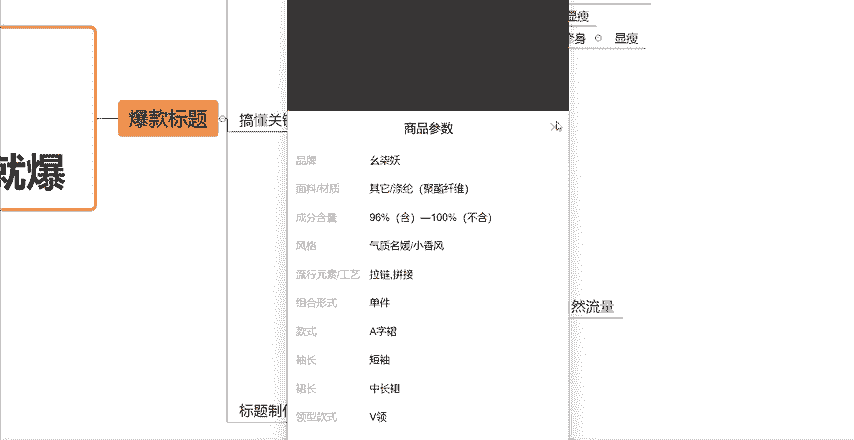 显瘦
修身 显瘦
爆款标题
搞懂关键
就爆
商品参数
品牌 玄柒妖
面料/材质 其它/涤纶（聚酯纤维）
成分含量 96%（含）—100%（不含）
风格 气质名媛/小香风
流行元素/工艺 拉链,拼接
组合形式 单件
然流量
款式 A字裙
袖长 短袖
裙长 中长裙
标题制作
领型款式 V领